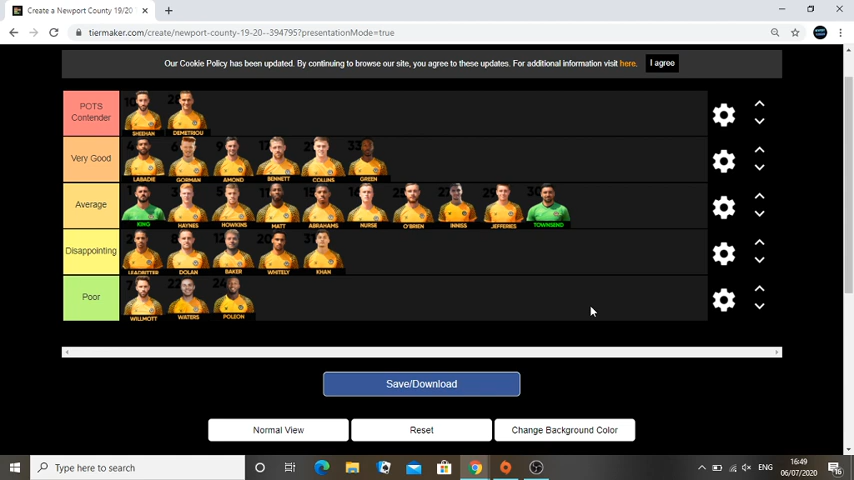 Create a Newport County 19/20
tiermaker.com/create/newport-county-19-20--394795?presentationMode=true
Our Cookie Policy has been updated. By continuing to browse our site, you agree to these updates. For additional information visit here.
I agree
POTS
Contender
SHEEHAN
DEMETRIOU
Very Good
LABADIE
GORMAN
AMOND
BENNETT
COLLINS
GREEN
Average
KING
HAYNES
HOWKINS
MATT
ABRAHAMS
NURSE
O'BRIEN
INNISS
JEFFERIES
TOWNSEND
Disappointing
LEADBITTER
DOLAN
BAKER
WHITELY
KHAN
Poor
WILLMOTT
WATERS
POLEON
Save/Download
Normal View
Reset
Change Background Color
Type here to search
ENG
16:49
06/07/2020